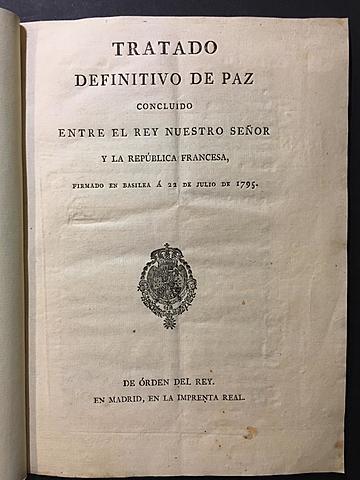 TRATADO
DEFINITIVO DE PAZ
CONCLUIDO
ENTRE EL REY NUESTRO SEÑOR
Y LA REPÚBLICA FRANCESA,
FIRMADO EN BASILEA Á 22 DE JULIO DE 1795.
DE ÓRDEN DEL REY.
EN MADRID, EN LA IMPRENTA REAL.